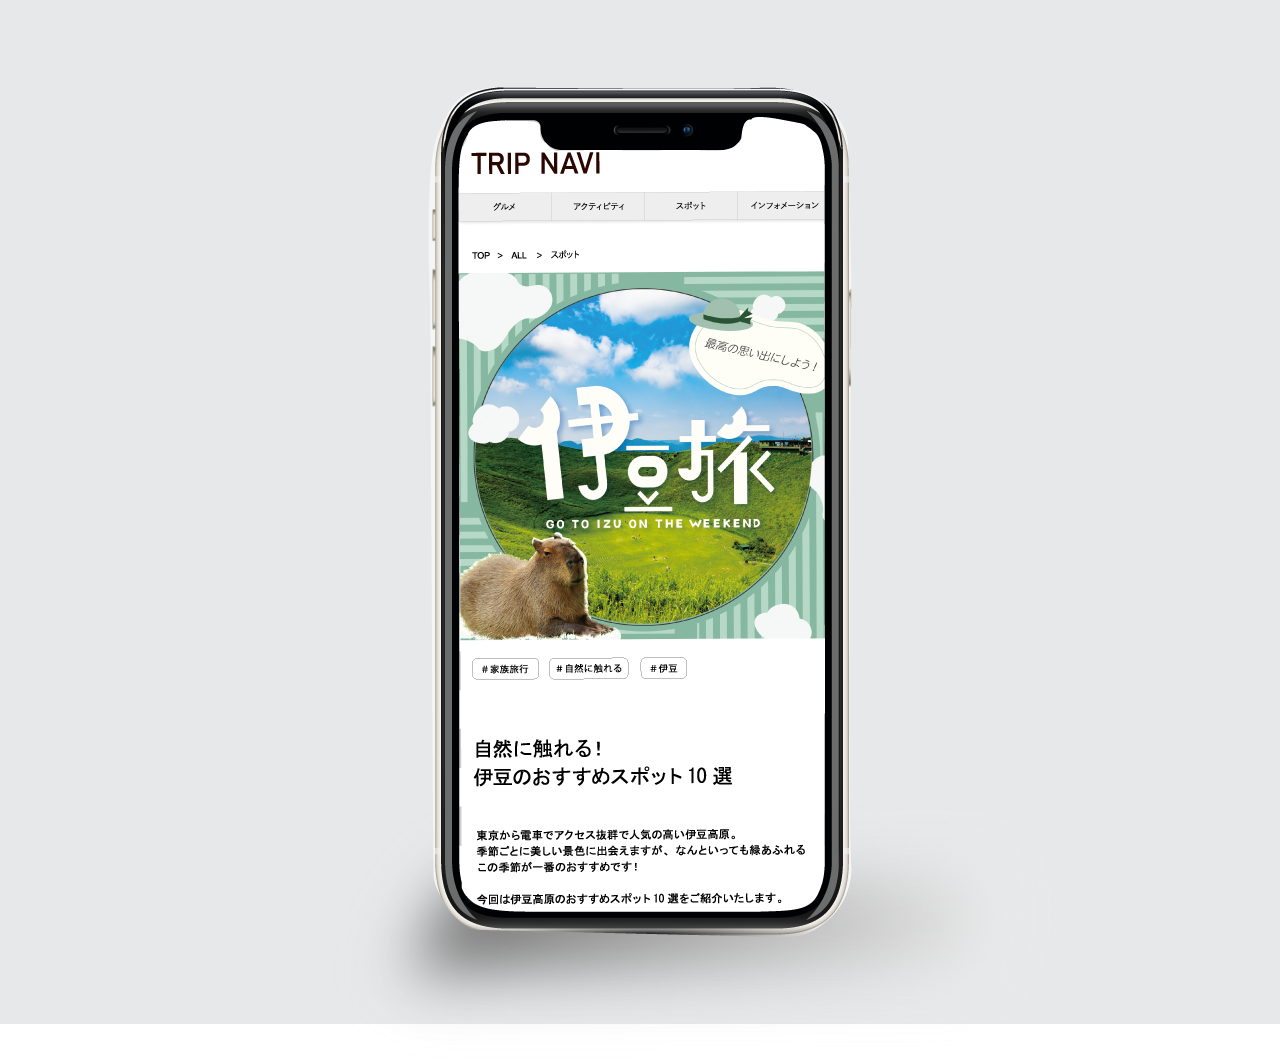 TRIP NAVI
グルメ アクティビティ スポット インフォメーション
TOP > ALL > スポット
最高の思い出にしよう！
伊豆旅
GO TO IZU ON THE WEEKEND
#家族旅行 #自然に触れる #伊豆
自然に触れる！
伊豆のおすすめスポット10選
東京から電車でアクセス抜群で人気の高い伊豆高原。
季節ごとに美しい景色に出会えますが、なんといっても緑あふれる
この季節が一番のおすすめです！
今回は伊豆高原のおすすめスポット10選をご紹介いたします。